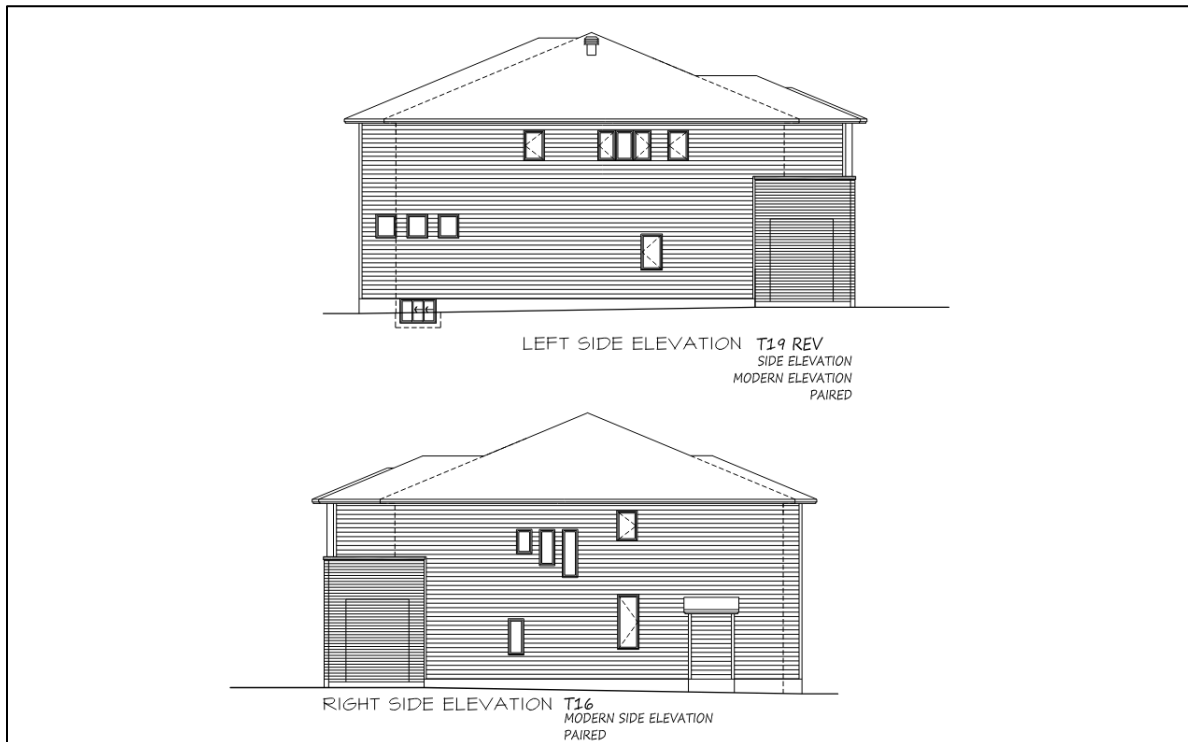 LEFT SIDE ELEVATION T19 REV
SIDE ELEVATION
MODERN ELEVATION
PAIRED
RIGHT SIDE ELEVATION T16
MODERN SIDE ELEVATION
PAIRED